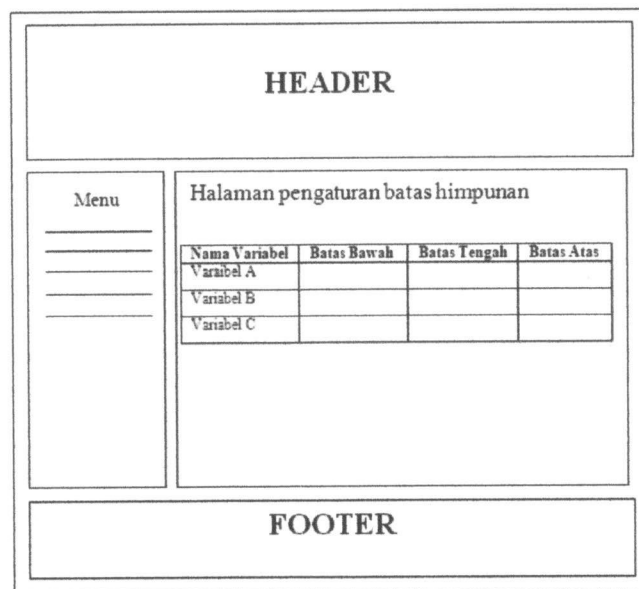 HEADER
Menu
Halaman pengaturan batas himpunan
Nama Variabel Batas Bawah Batas Tengah Batas Atas
Varaibel A
Variabel B
Variabel C
FOOTER